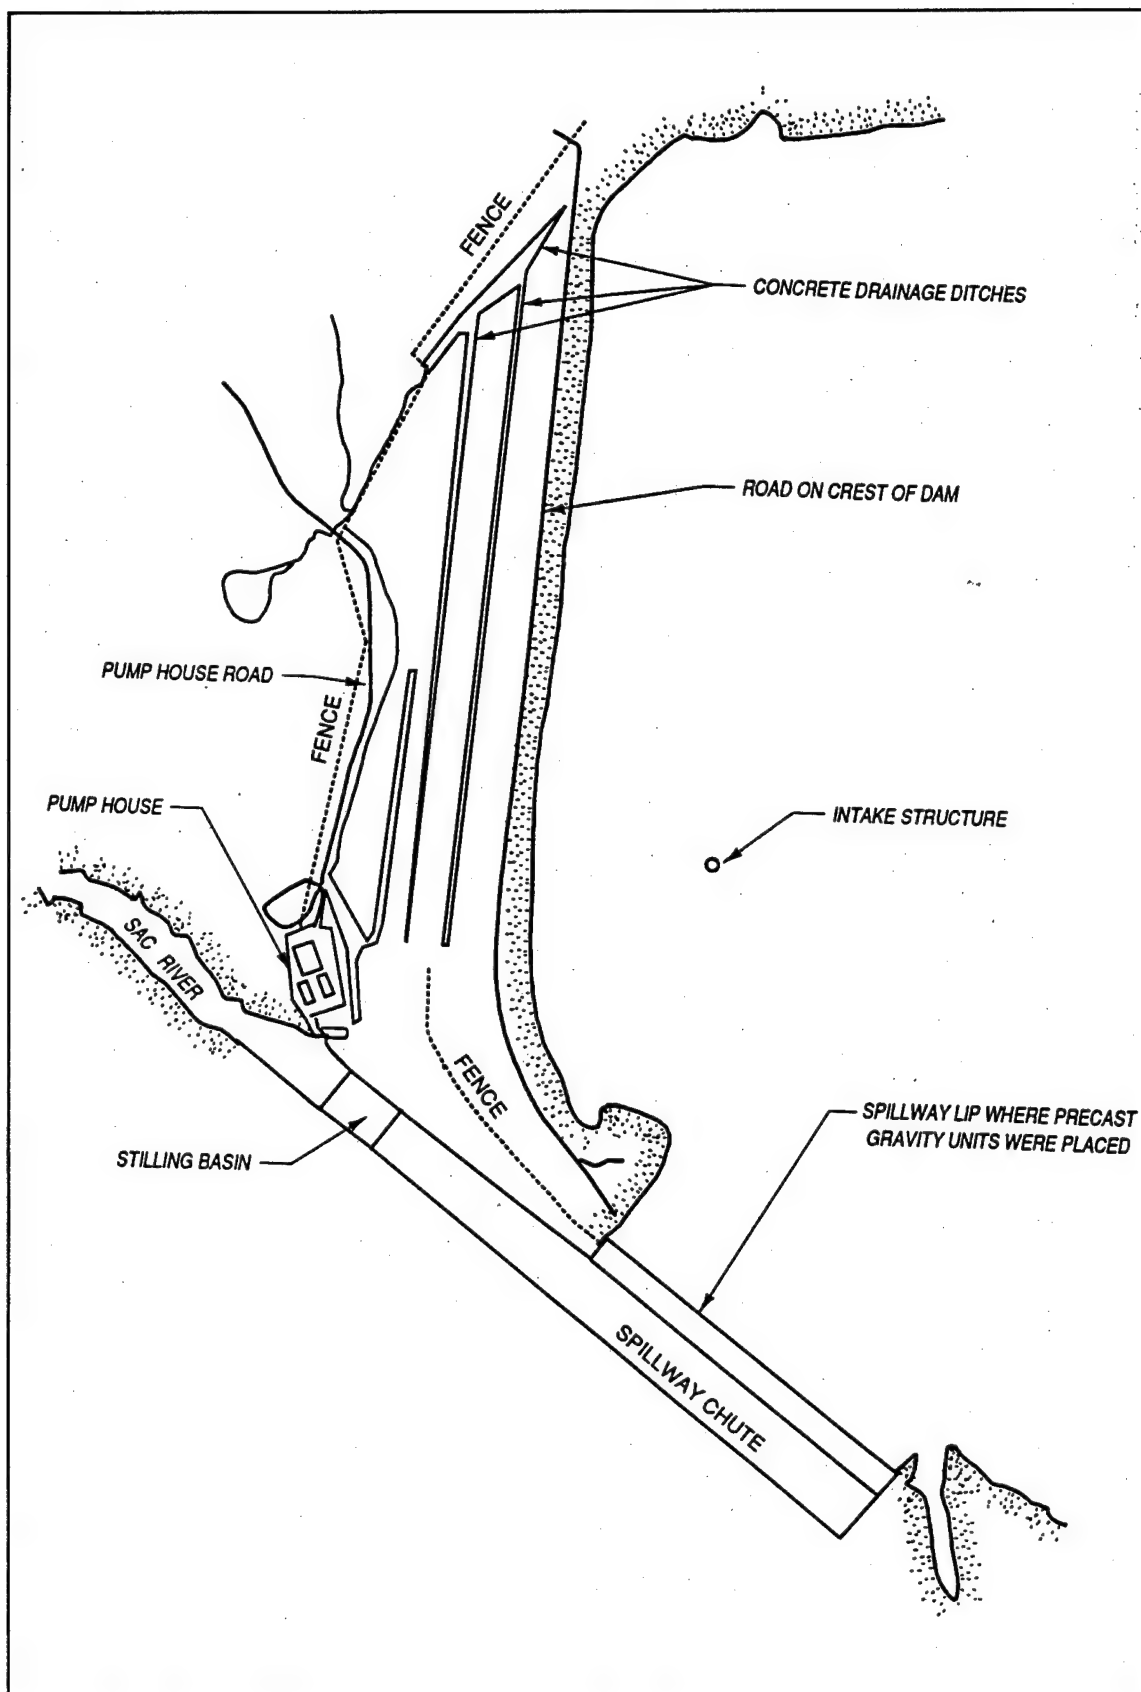 FENCE
CONCRETE DRAINAGE DITCHES
ROAD ON CREST OF DAM
PUMP HOUSE ROAD
FENCE
PUMP HOUSE
INTAKE STRUCTURE
SAC RIVER
FENCE
SPILLWAY LIP WHERE PRECAST
GRAVITY UNITS WERE PLACED
STILLING BASIN
SPILLWAY CHUTE